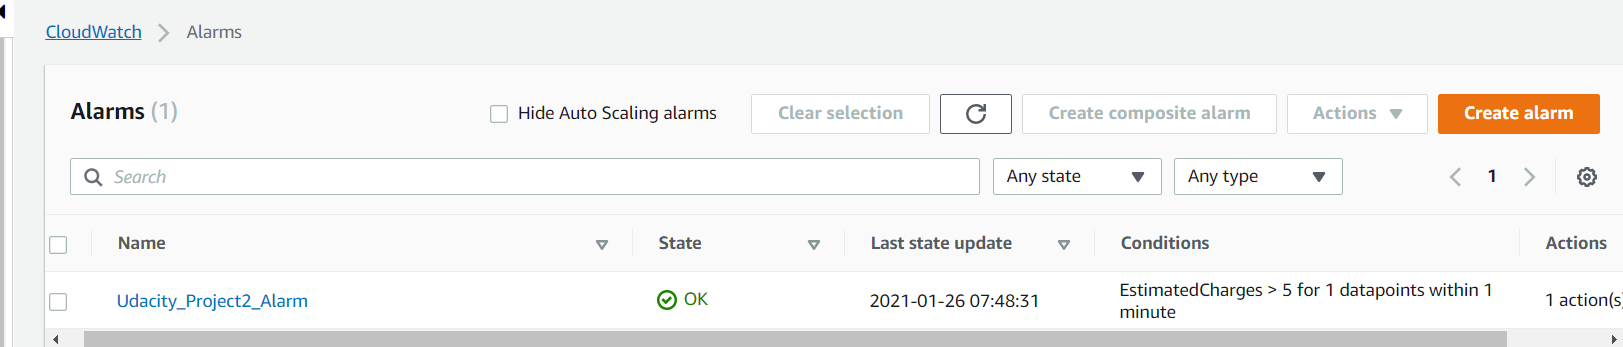 CloudWatch > Alarms
Alarms (1)
Hide Auto Scaling alarms
Clear selection
Create composite alarm
Actions
Create alarm
Search
Any state
Any type
1
Name
State
Last state update
Conditions
Actions
Udacity_Project2_Alarm
OK
2021-01-26 07:48:31
EstimatedCharges > 5 for 1 datapoints within 1
minute
1 action(s